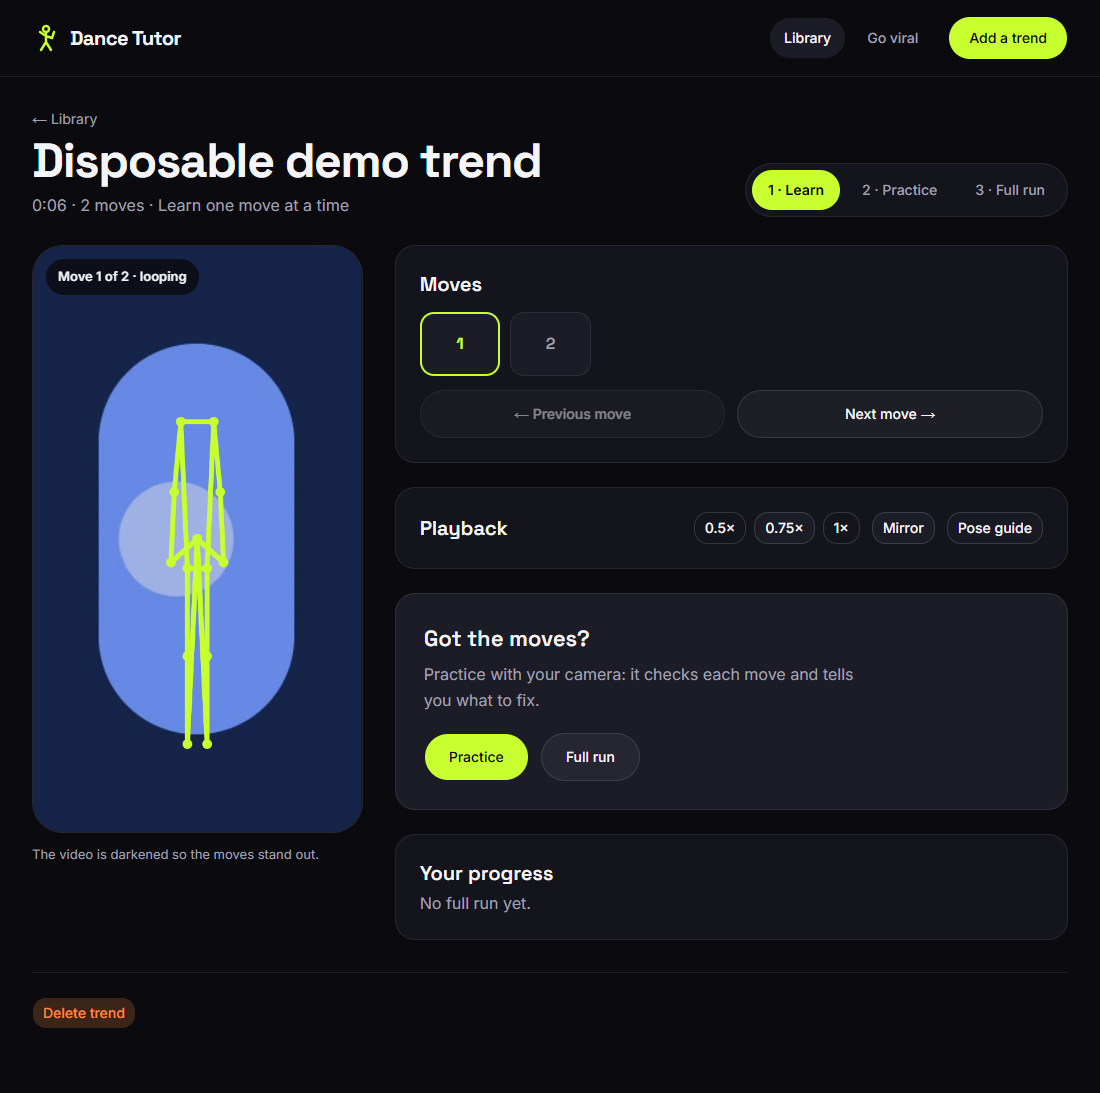 Dance Tutor
Library
Go viral
Add a trend
← Library
Disposable demo trend
0:06 · 2 moves · Learn one move at a time
1 · Learn
2 · Practice
3 · Full run
Move 1 of 2 · looping
The video is darkened so the moves stand out.
Moves
1
2
← Previous move
Next move →
Playback
0.5×
0.75×
1×
Mirror
Pose guide
Got the moves?
Practice with your camera: it checks each move and tells
you what to fix.
Practice
Full run
Your progress
No full run yet.
Delete trend